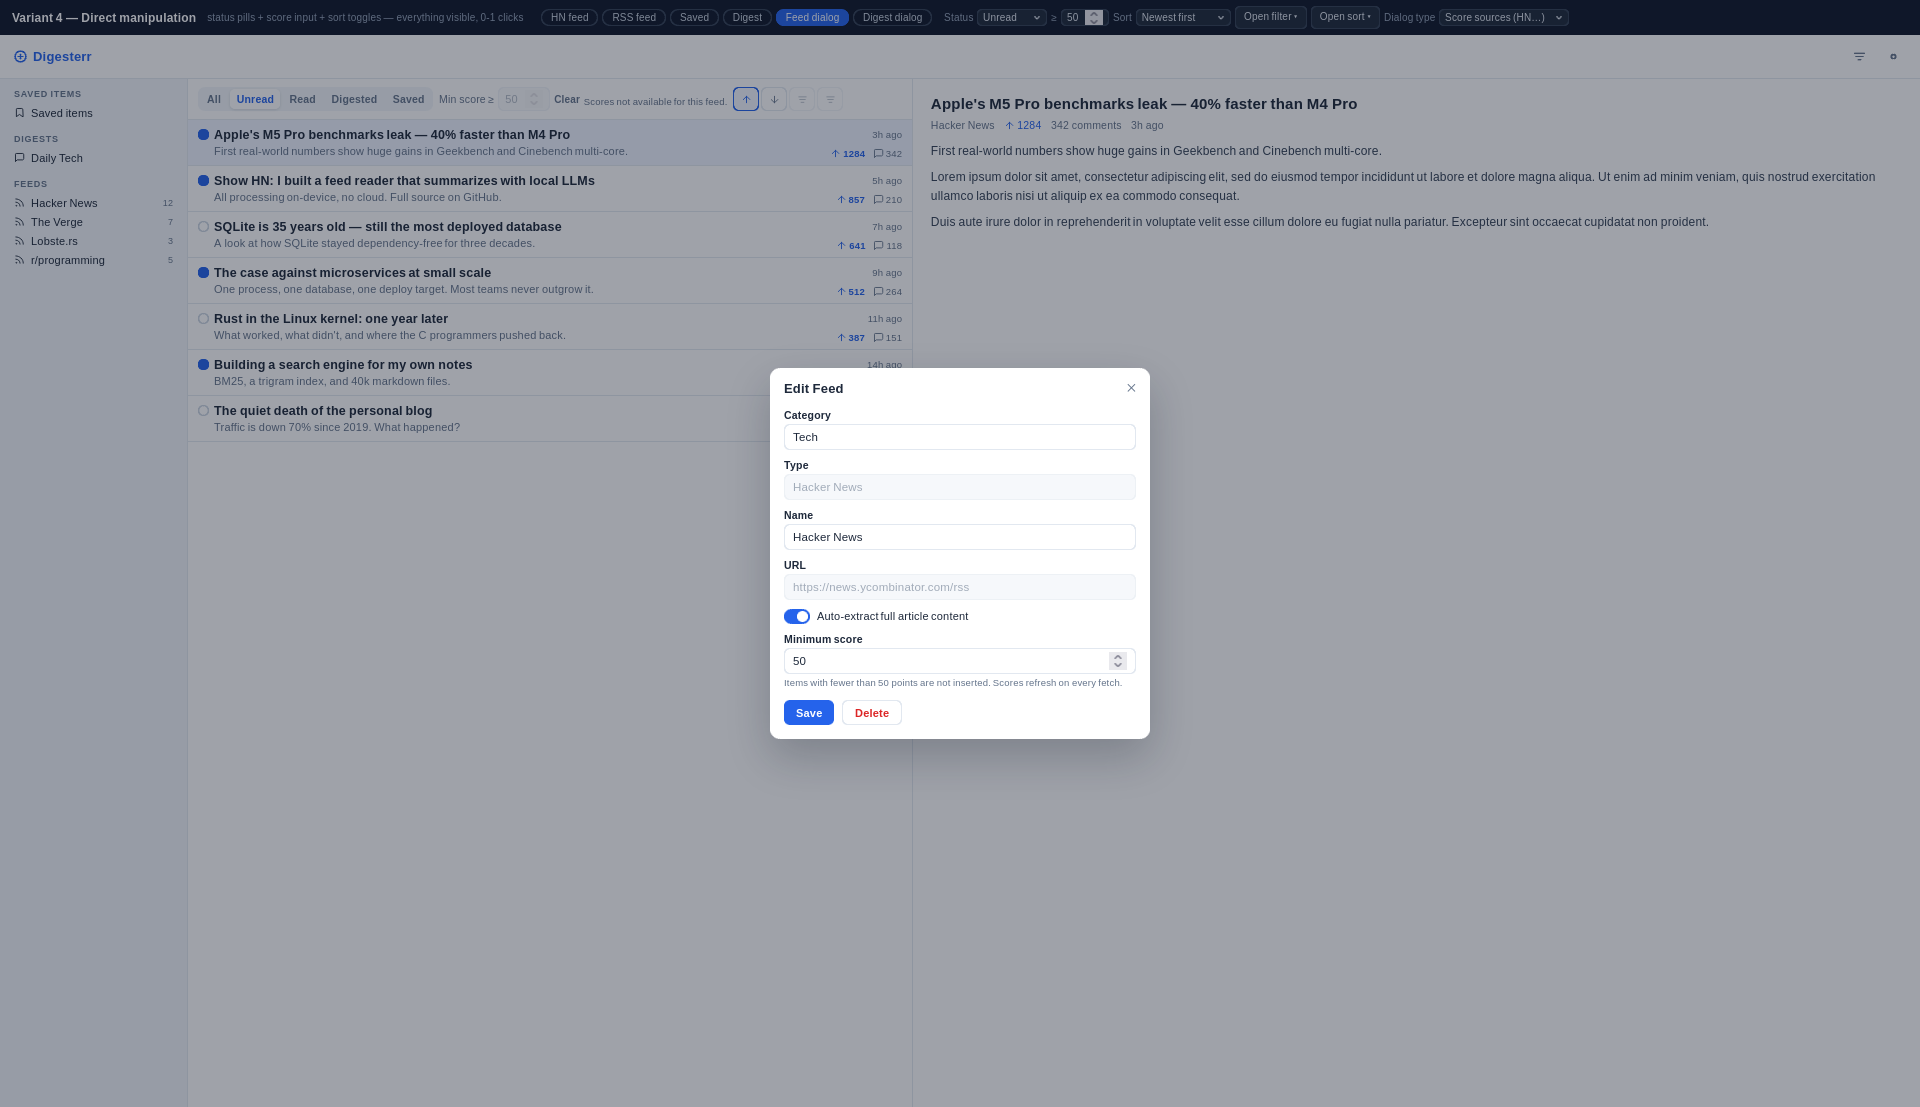 Variant 4 — Direct manipulation status pills + score input + sort toggles — everything visible, 0-1 clicks HN feed RSS feed Saved Digest Feed dialog Digest dialog Status Unread ≥ 50 Sort Newest first Open filter ▾ Open sort ▾ Dialog type Score sources (HN…)
Digesterr
SAVED ITEMS
Saved items
DIGESTS
Daily Tech
FEEDS
Hacker News 12
The Verge 7
Lobste.rs 3
r/programming 5
All Unread Read Digested Saved Min score ≥ 50 Clear Scores not available for this feed.
Apple's M5 Pro benchmarks leak — 40% faster than M4 Pro 3h ago
First real-world numbers show huge gains in Geekbench and Cinebench multi-core. 1284 342
Show HN: I built a feed reader that summarizes with local LLMs 5h ago
All processing on-device, no cloud. Full source on GitHub. 857 210
SQLite is 35 years old — still the most deployed database 7h ago
A look at how SQLite stayed dependency-free for three decades. 641 118
The case against microservices at small scale 9h ago
One process, one database, one deploy target. Most teams never outgrow it. 512 264
Rust in the Linux kernel: one year later 11h ago
What worked, what didn't, and where the C programmers pushed back. 387 151
Building a search engine for my own notes 14h ago
BM25, a trigram index, and 40k markdown files.
The quiet death of the personal blog
Traffic is down 70% since 2019. What happened?
Apple's M5 Pro benchmarks leak — 40% faster than M4 Pro
Hacker News 1284 342 comments 3h ago
First real-world numbers show huge gains in Geekbench and Cinebench multi-core.
Lorem ipsum dolor sit amet, consectetur adipiscing elit, sed do eiusmod tempor incididunt ut labore et dolore magna aliqua. Ut enim ad minim veniam, quis nostrud exercitation
ullamco laboris nisi ut aliquip ex ea commodo consequat.
Duis aute irure dolor in reprehenderit in voluptate velit esse cillum dolore eu fugiat nulla pariatur. Excepteur sint occaecat cupidatat non proident.
Edit Feed
Category
Tech
Type
Hacker News
Name
Hacker News
URL
https://news.ycombinator.com/rss
Auto-extract full article content
Minimum score
50
Items with fewer than 50 points are not inserted. Scores refresh on every fetch.
Save Delete